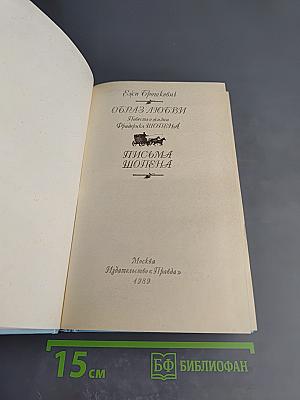 Ежи Брошкевич
ОБРАЗ ЛЮБВИ
Повесть о жизни
Фридерика ШОПЕНА
ПИСЬМА
ШОПЕНА
Москва
Издательство «Правда»
1989
15 см
БФ БИБЛИОФАН